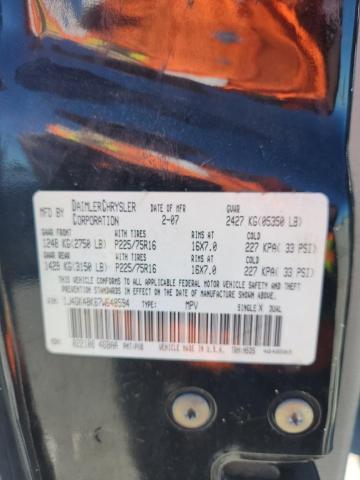 MFD BY DAIMLERCHRYSLER CORPORATION DATE OF MFR 2-07 GVWR 2427 KG(05350 LB)
GAWR FRONT WITH TIRES RIMS AT COLD
1248 KG(2750 LB) P225/75R16 16X7.0 227 KPA( 33 PSI)
GAWR REAR WITH TIRES RIMS AT COLD
1429 KG(3150 LB) P225/75R16 16X7.0 227 KPA( 33 PSI)
THIS VEHICLE CONFORMS TO ALL APPLICABLE FEDERAL MOTOR VEHICLE SAFETY AND
THEFT PREVENTION STANDARDS IN EFFECT ON THE DATE OF MANUFACTURE SHOWN ABOVE.
VIN: TYPE: MPV SINGLE X DUAL
MDH: 022106 VEHICLE MADE IN U.S.A.